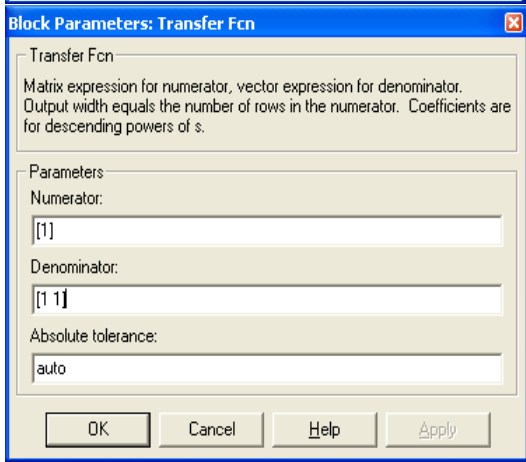 Block Parameters: Transfer Fcn
Transfer Fcn
Matrix expression for numerator, vector expression for denominator.
Output width equals the number of rows in the numerator.  Coefficients are
for descending powers of s.
Parameters
Numerator:
[1]
Denominator:
[1 1]
Absolute tolerance:
auto
OK Cancel Help Apply